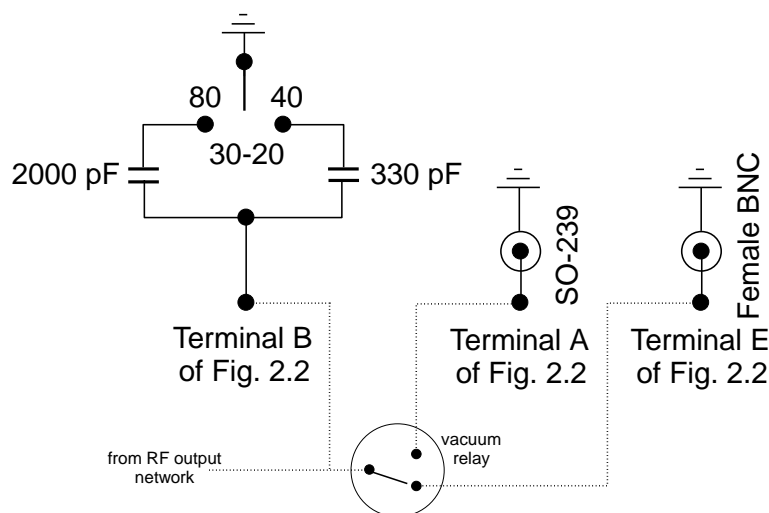 80 40
30-20
2000 pF
330 pF
SO-239
Female BNC
Terminal B
of Fig. 2.2
Terminal A
of Fig. 2.2
Terminal E
of Fig. 2.2
vacuum
relay
from RF output
network